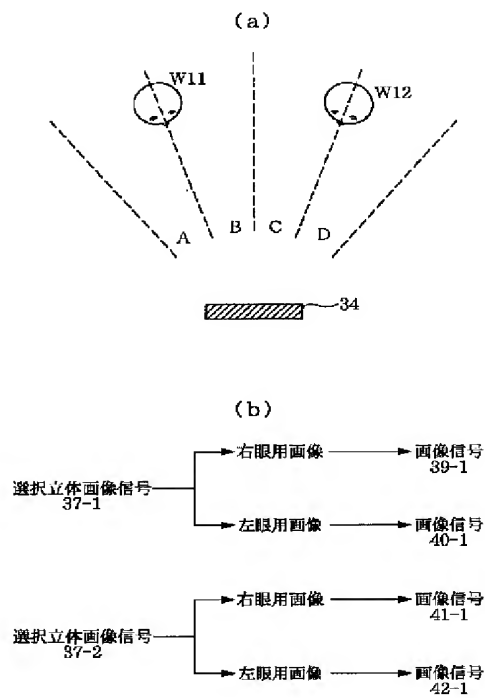 (a)
W11
W12
A
B
C
D
34
(b)
右眼用画像
画像信号
39-1
選択立体画像信号
37-1
左眼用画像
画像信号
40-1
右眼用画像
画像信号
41-1
選択立体画像信号
37-2
左眼用画像
画像信号
42-1